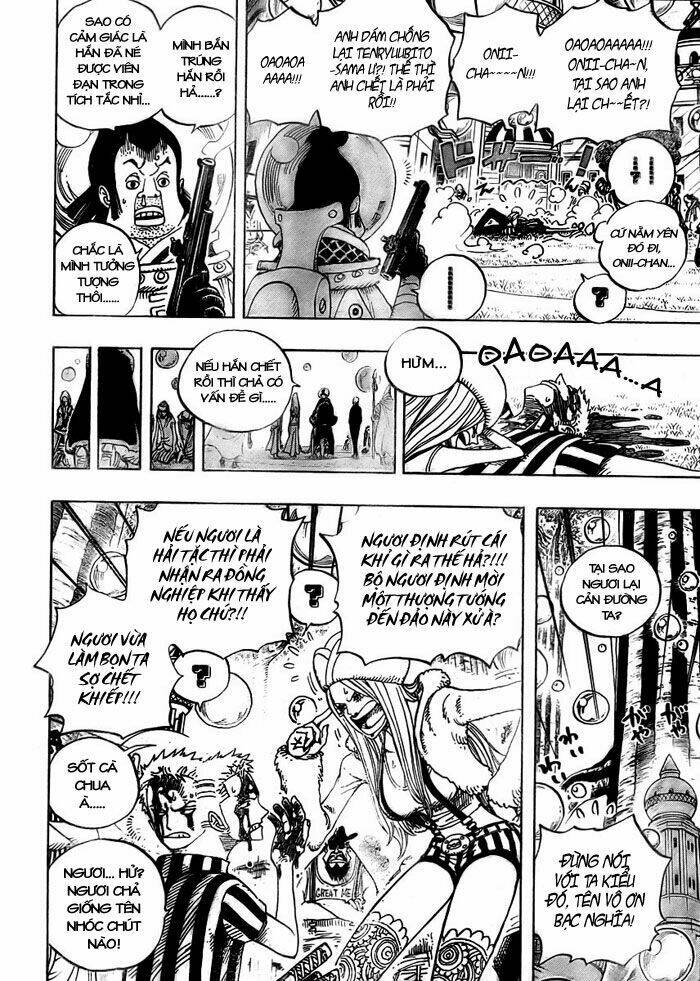 OAOAOAAAAA!!!
ONII-CHA~N,
TẠI SAO ANH
LẠI CH~~ẾT?!
ONII-
CHA~~~~N!!!
ANH DÁM CHỐNG
LẠI TENRYUUBITO
-SAMA Ư?! THẾ THÌ
ANH CHẾT LÀ PHẢI
RỒI!!
OAOAOA
AAAA!!!
!!!!!!
?
CỨ NẰM YÊN
ĐÓ ĐI,
ONII-CHAN...
?
!!!!!!
MÌNH BẮN
TRÚNG
HẮN RỒI
HẢ......?
SAO CÓ
CẢM GIÁC LÀ
HẮN ĐÃ NÉ
ĐƯỢC VIÊN
ĐẠN TRONG
TÍCH TẮC NHỈ...
CHẮC LÀ
MÌNH TƯỞNG
TƯỢNG
THÔI......
OAOAAA...A
HỪM...
NẾU HẮN CHẾT
RỒI THÌ CHẢ CÓ
VẤN ĐỀ GÌ.....
TẠI SAO
NGƯƠI LẠI
CẢN ĐƯỜNG
TA?
ĐỪNG NÓI
VỚI TA KIỂU
ĐÓ, TÊN VÔ ƠN
BẠC NGHĨA!
NGƯƠI ĐỊNH RÚT CÁI
KHỈ GÌ RA THẾ HẢ?!!!
BỘ NGƯƠI ĐỊNH MỜI
MỘT THƯỢNG TƯỚNG
ĐẾN ĐẢO NÀY XỬ À?
?
NẾU NGƯƠI LÀ
HẢI TẶC THÌ PHẢI
NHẬN RA ĐỒNG
NGHIỆP KHI THẤY
HỌ CHỨ?!!
NGƯƠI VỪA
LÀM BỌN TA
SỢ CHẾT
KHIẾP!!!
?
SỐT CÀ
CHUA
À.....
NGƯƠI... HỬ?
NGƯƠI CHẢ
GIỐNG TÊN
NHÓC CHÚT
NÀO!
GREAT ME